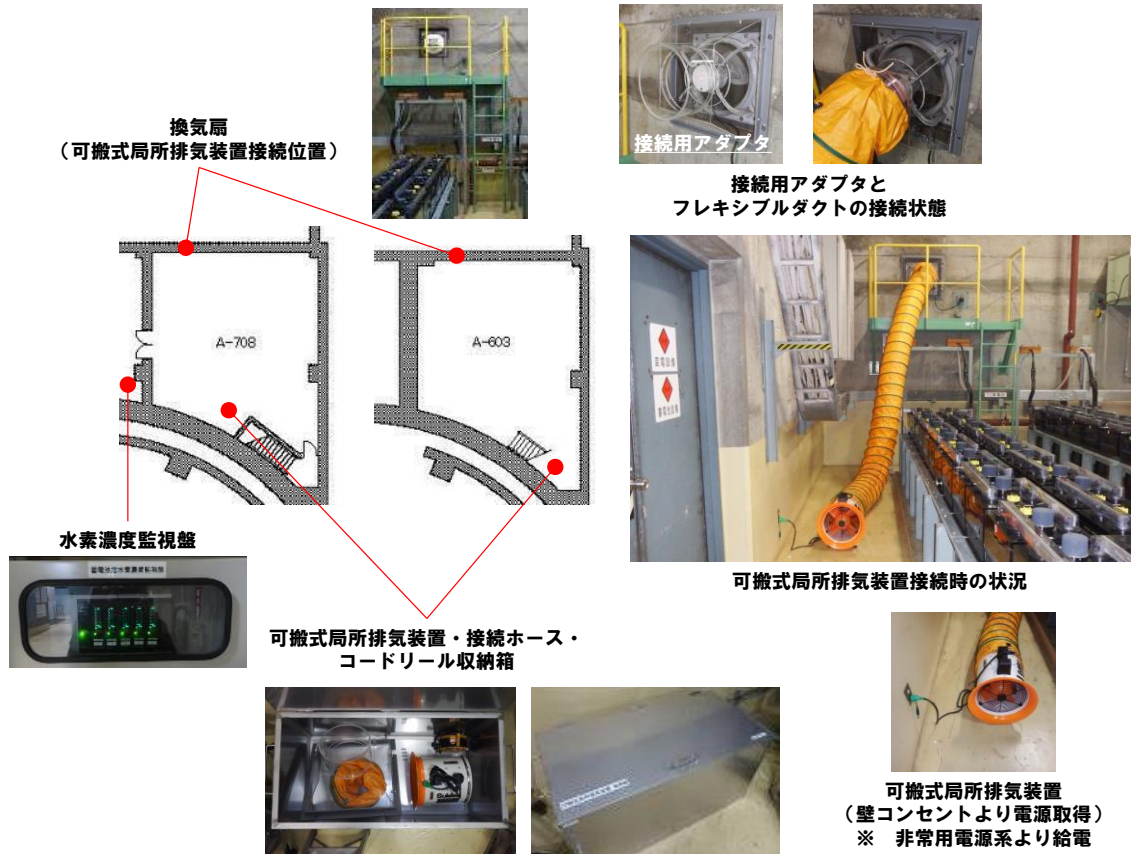 換気扇
（可搬式局所排気装置接続位置）
接続用アダプタ
接続用アダプタと
フレキシブルダクトの接続状態
A-708
A-603
水素濃度監視盤
可搬式局所排気装置・接続ホース・
コードリール収納箱
可搬式局所排気装置接続時の状況
可搬式局所排気装置
（壁コンセントより電源取得）
※　非常用電源系より給電